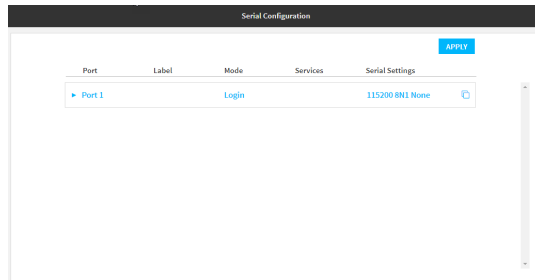 Serial Configuration
APPLY
Port Label Mode Services Serial Settings
Port 1 Login 115200 8N1 None